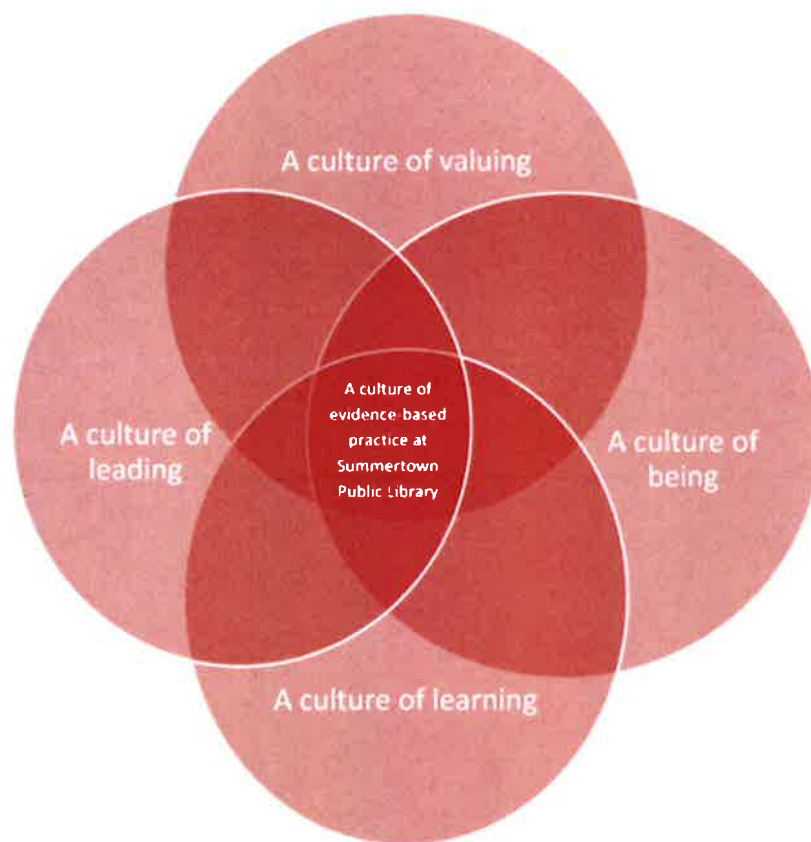 A culture of valuing
A culture of
leading
A culture of
evidence-based
practice at
Summertown
Public Library
A culture of
being
A culture of learning